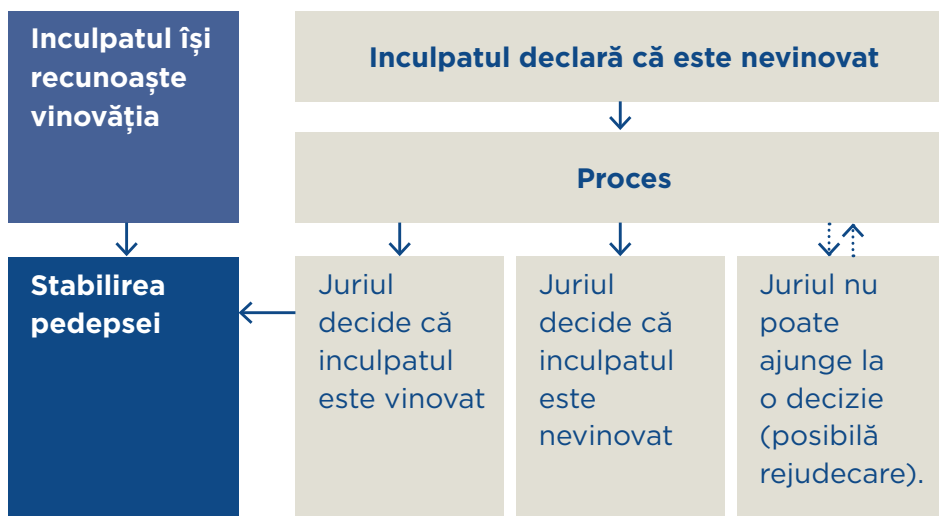 Inculpatul își
recunoaște
vinovăția
Inculpatul declară că este nevinovat
Proces
Stabilirea
pedepsei
Juriul
decide că
inculpatul
este vinovat
Juriul
decide că
inculpatul
este
nevinovat
Juriul nu
poate
ajunge la
o decizie
(posibilă
rejudecare).